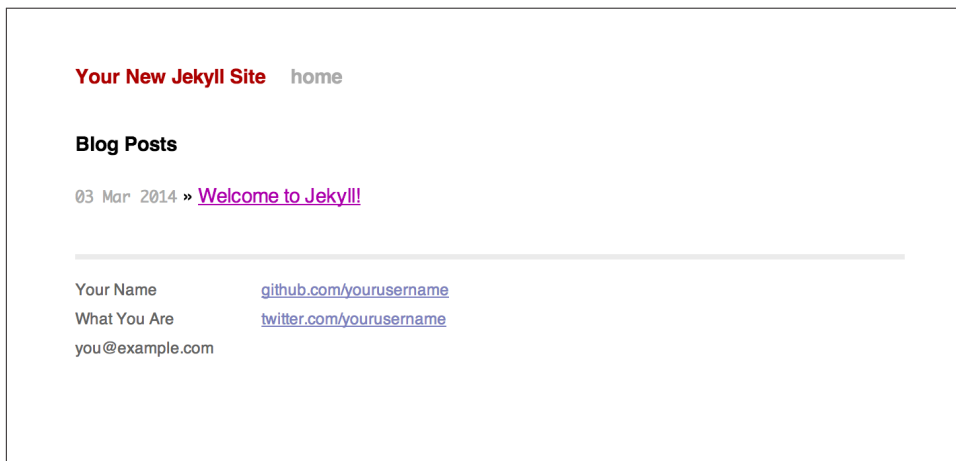 Your New Jekyll Site home
Blog Posts
03 Mar 2014 » Welcome to Jekyll!
Your Name github.com/yourusername
What You Are twitter.com/yourusername
you@example.com